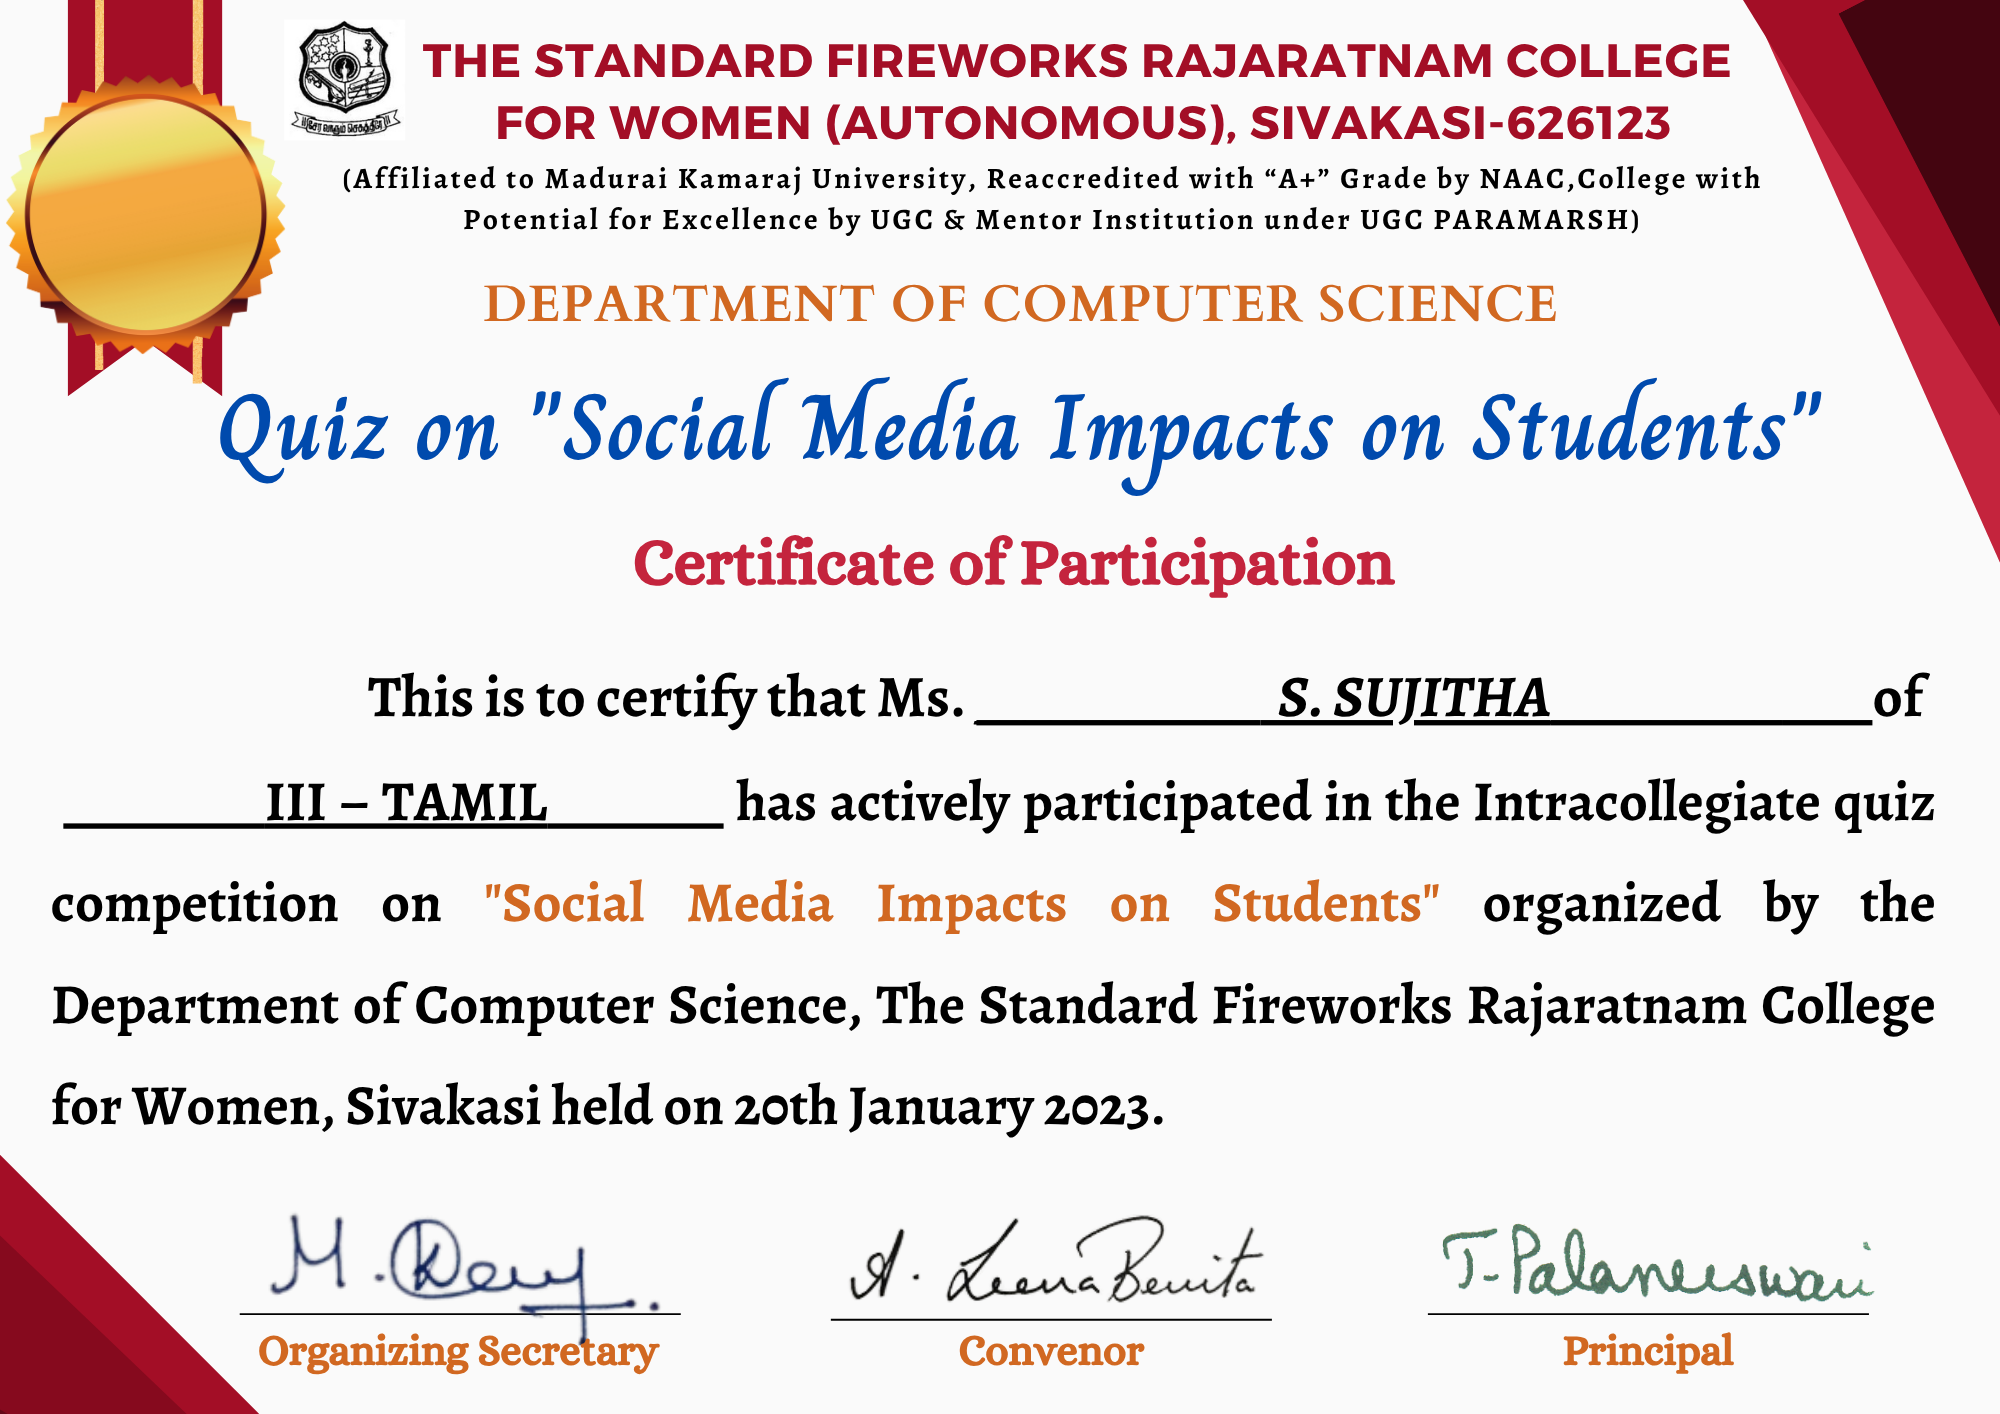 THE STANDARD FIREWORKS RAJARATNAM COLLEGE
FOR WOMEN (AUTONOMOUS), SIVAKASI-626123
(Affiliated to Madurai Kamaraj University, Reaccredited with “A+” Grade by NAAC,College with
Potential for Excellence by UGC & Mentor Institution under UGC PARAMARSH)
DEPARTMENT OF COMPUTER SCIENCE
Quiz on "Social Media Impacts on Students"
Certificate of Participation
This is to certify that Ms. S. SUJITHA of
III – TAMIL has actively participated in the Intracollegiate quiz
competition on "Social Media Impacts on Students" organized by the
Department of Computer Science, The Standard Fireworks Rajaratnam College
for Women, Sivakasi held on 20th January 2023.
A. Leena Benita T. Palaneeswari
Organizing Secretary Convenor Principal